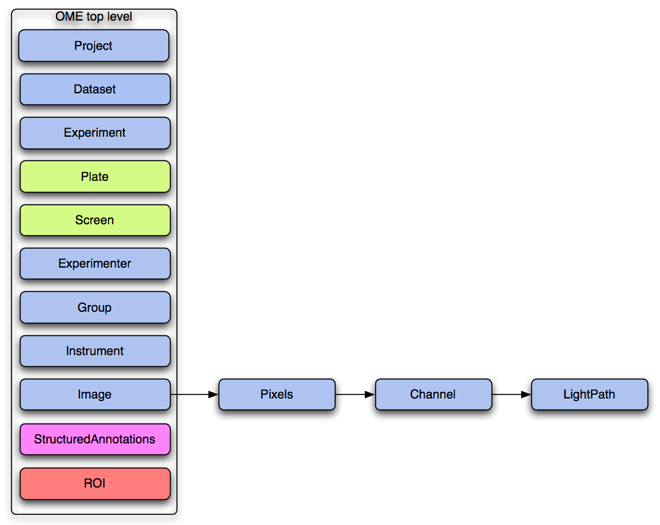 OME top level
Project
Dataset
Experiment
Plate
Screen
Experimenter
Group
Instrument
Image
Pixels
Channel
LightPath
StructuredAnnotations
ROI